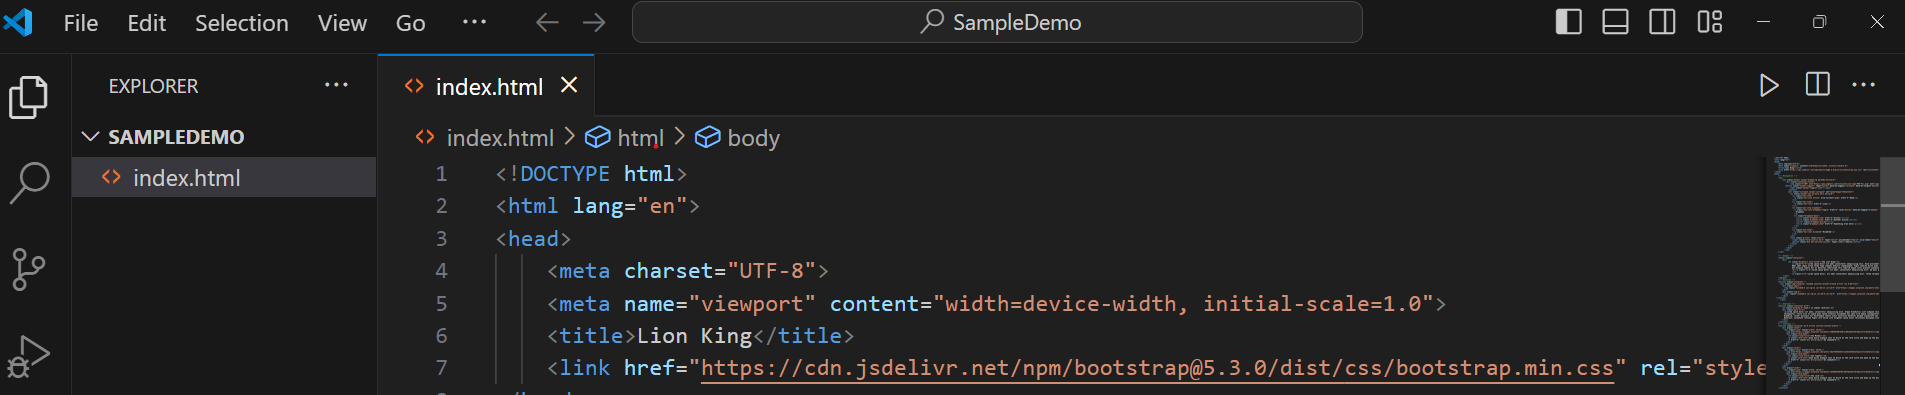 File Edit Selection View Go ··· SampleDemo
EXPLORER ···
SAMPLEDEMO
index.html
index.html
index.html > html > body
1 <!DOCTYPE html>
2 <html lang="en">
3 <head>
4 <meta charset="UTF-8">
5 <meta name="viewport" content="width=device-width, initial-scale=1.0">
6 <title>Lion King</title>
7 <link href="https://cdn.jsdelivr.net/npm/bootstrap@5.3.0/dist/css/bootstrap.min.css" rel="style